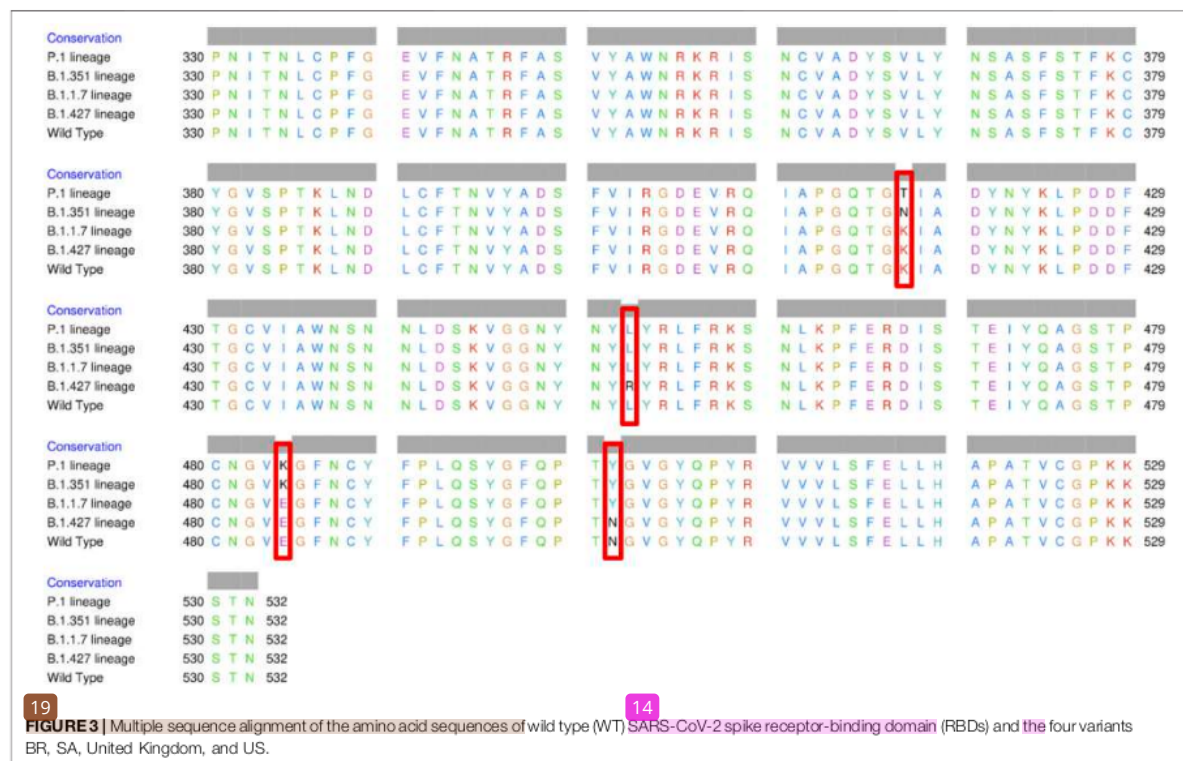 Conservation
P.1 lineage 330 P N I T N L C P F G E V F N A T R F A S V Y A W N R K R I S N C V A D Y S V L Y N S A S F S T F K C 379
B.1.351 lineage 330 P N I T N L C P F G E V F N A T R F A S V Y A W N R K R I S N C V A D Y S V L Y N S A S F S T F K C 379
B.1.1.7 lineage 330 P N I T N L C P F G E V F N A T R F A S V Y A W N R K R I S N C V A D Y S V L Y N S A S F S T F K C 379
B.1.427 lineage 330 P N I T N L C P F G E V F N A T R F A S V Y A W N R K R I S N C V A D Y S V L Y N S A S F S T F K C 379
Wild Type 330 P N I T N L C P F G E V F N A T R F A S V Y A W N R K R I S N C V A D Y S V L Y N S A S F S T F K C 379
Conservation
P.1 lineage 380 Y G V S P T K L N D L C F T N V Y A D S F V I R G D E V R Q I A P G Q T G T I A D Y N Y K L P D D F 429
B.1.351 lineage 380 Y G V S P T K L N D L C F T N V Y A D S F V I R G D E V R Q I A P G Q T G N I A D Y N Y K L P D D F 429
B.1.1.7 lineage 380 Y G V S P T K L N D L C F T N V Y A D S F V I R G D E V R Q I A P G Q T G K I A D Y N Y K L P D D F 429
B.1.427 lineage 380 Y G V S P T K L N D L C F T N V Y A D S F V I R G D E V R Q I A P G Q T G K I A D Y N Y K L P D D F 429
Wild Type 380 Y G V S P T K L N D L C F T N V Y A D S F V I R G D E V R Q I A P G Q T G K I A D Y N Y K L P D D F 429
Conservation
P.1 lineage 430 T G C V I A W N S N N L D S K V G G N Y N Y L Y R L F R K S N L K P F E R D I S T E I Y Q A G S T P 479
B.1.351 lineage 430 T G C V I A W N S N N L D S K V G G N Y N Y L Y R L F R K S N L K P F E R D I S T E I Y Q A G S T P 479
B.1.1.7 lineage 430 T G C V I A W N S N N L D S K V G G N Y N Y L Y R L F R K S N L K P F E R D I S T E I Y Q A G S T P 479
B.1.427 lineage 430 T G C V I A W N S N N L D S K V G G N Y N Y R Y R L F R K S N L K P F E R D I S T E I Y Q A G S T P 479
Wild Type 430 T G C V I A W N S N N L D S K V G G N Y N Y L Y R L F R K S N L K P F E R D I S T E I Y Q A G S T P 479
Conservation
P.1 lineage 480 C N G V K G F N C Y F P L Q S Y G F Q P T Y G V G Y Q P Y R V V V L S F E L L H A P A T V C G P K K 529
B.1.351 lineage 480 C N G V K G F N C Y F P L Q S Y G F Q P T Y G V G Y Q P Y R V V V L S F E L L H A P A T V C G P K K 529
B.1.1.7 lineage 480 C N G V E G F N C Y F P L Q S Y G F Q P T Y G V G Y Q P Y R V V V L S F E L L H A P A T V C G P K K 529
B.1.427 lineage 480 C N G V E G F N C Y F P L Q S Y G F Q P T N G V G Y Q P Y R V V V L S F E L L H A P A T V C G P K K 529
Wild Type 480 C N G V E G F N C Y F P L Q S Y G F Q P T N G V G Y Q P Y R V V V L S F E L L H A P A T V C G P K K 529
Conservation
P.1 lineage 530 S T N 532
B.1.351 lineage 530 S T N 532
B.1.1.7 lineage 530 S T N 532
B.1.427 lineage 530 S T N 532
Wild Type 530 S T N 532
19 14
FIGURE 3 | Multiple sequence alignment of the amino acid sequences of wild type (WT) SARS-CoV-2 spike receptor-binding domain (RBDs) and the four variants
BR, SA, United Kingdom, and US.